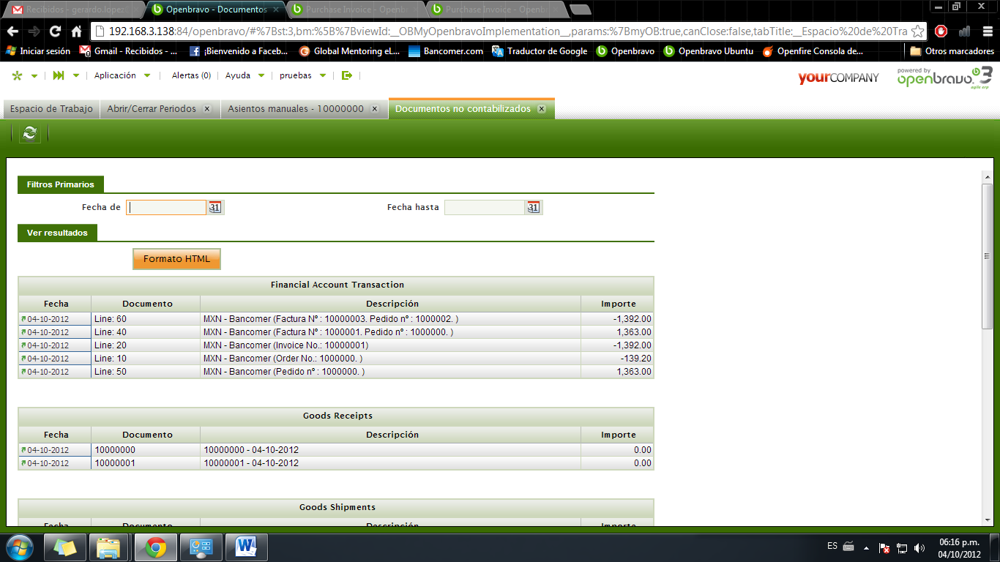 Recibidos - gerardo.lopez
Openbravo - Documentos
Purchase Invoice - Openb
Purchase Invoice - Openb
192.168.3.138:84/openbravo/#%7Bst:3,bm:%5B%7BviewId:__OBMyOpenbravoImplementation__,params:%7BmyOB:true,canClose:false,tabTitle:__Espacio%20de%20Tra
Iniciar sesión
Gmail - Recibidos - ...
¡Bienvenido a Faceb...
Global Mentoring eL...
Bancomer.com
Traductor de Google
Openbravo
Openbravo Ubuntu
Openfire Consola de...
Otros marcadores
Aplicación
Alertas (0)
Ayuda
pruebas
yourCOMPANY
powered by
openbravo 3
agile erp
Espacio de Trabajo
Abrir/Cerrar Periodos
Asientos manuales - 10000000
Documentos no contabilizados
Filtros Primarios
Fecha de
31
Fecha hasta
31
Ver resultados
Formato HTML
Financial Account Transaction
Fecha Documento Descripción Importe
04-10-2012 Line: 60 MXN - Bancomer (Factura Nº : 10000003. Pedido nº : 1000002. ) -1,392.00
04-10-2012 Line: 40 MXN - Bancomer (Factura Nº : 1000001. Pedido nº : 1000000. ) 1,363.00
04-10-2012 Line: 20 MXN - Bancomer (Invoice No.: 10000001) -1,392.00
04-10-2012 Line: 10 MXN - Bancomer (Order No.: 1000000. ) -139.20
04-10-2012 Line: 50 MXN - Bancomer (Pedido nº : 1000000. ) 1,363.00
Goods Receipts
Fecha Documento Descripción Importe
04-10-2012 10000000 10000000 - 04-10-2012 0.00
04-10-2012 10000001 10000001 - 04-10-2012 0.00
Goods Shipments
Fecha Documento Descripción Importe
ES
06:16 p.m.
04/10/2012